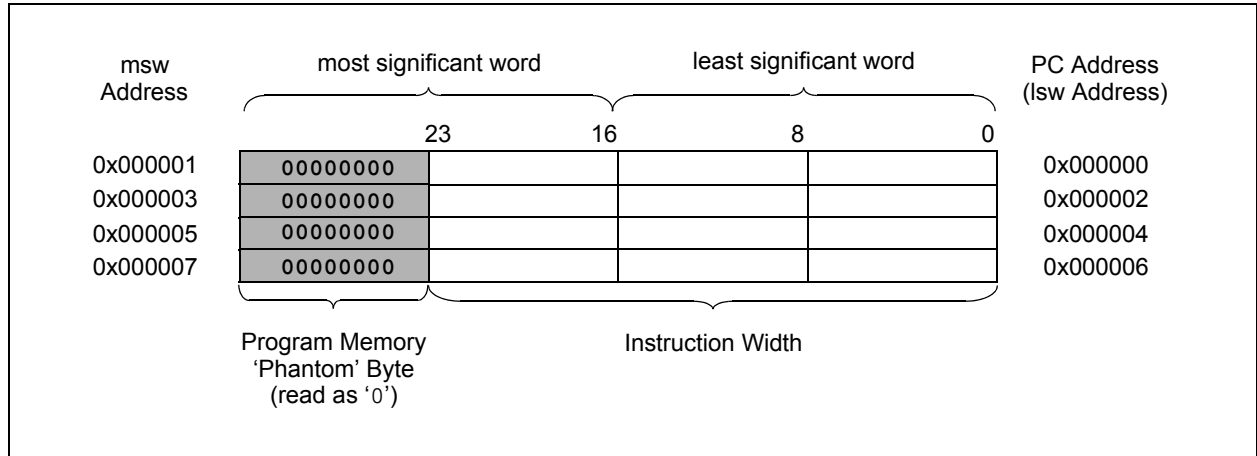 msw
Address
most significant word
least significant word
PC Address
(lsw Address)
23 16 8 0
0x000001 00000000 0x000000
0x000003 00000000 0x000002
0x000005 00000000 0x000004
0x000007 00000000 0x000006
Program Memory
‘Phantom’ Byte
(read as ‘0’)
Instruction Width